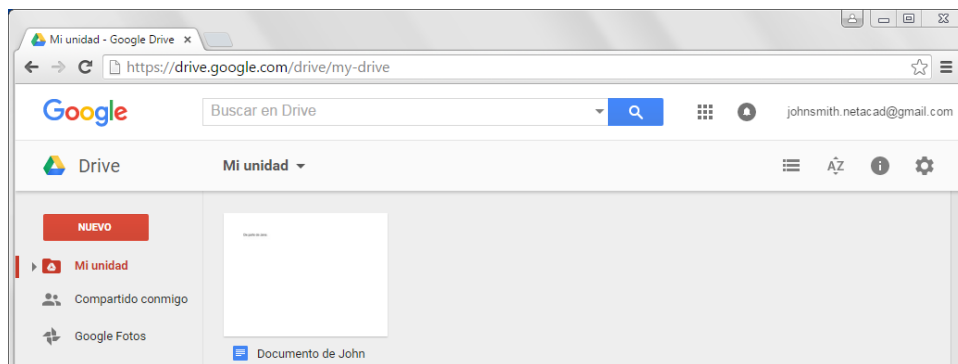 Mi unidad - Google Drive
https://drive.google.com/drive/my-drive
Google
Buscar en Drive
johnsmith.netacad@gmail.com
Drive
Mi unidad
AZ
NUEVO
Mi unidad
Compartido conmigo
Google Fotos
Documento de John